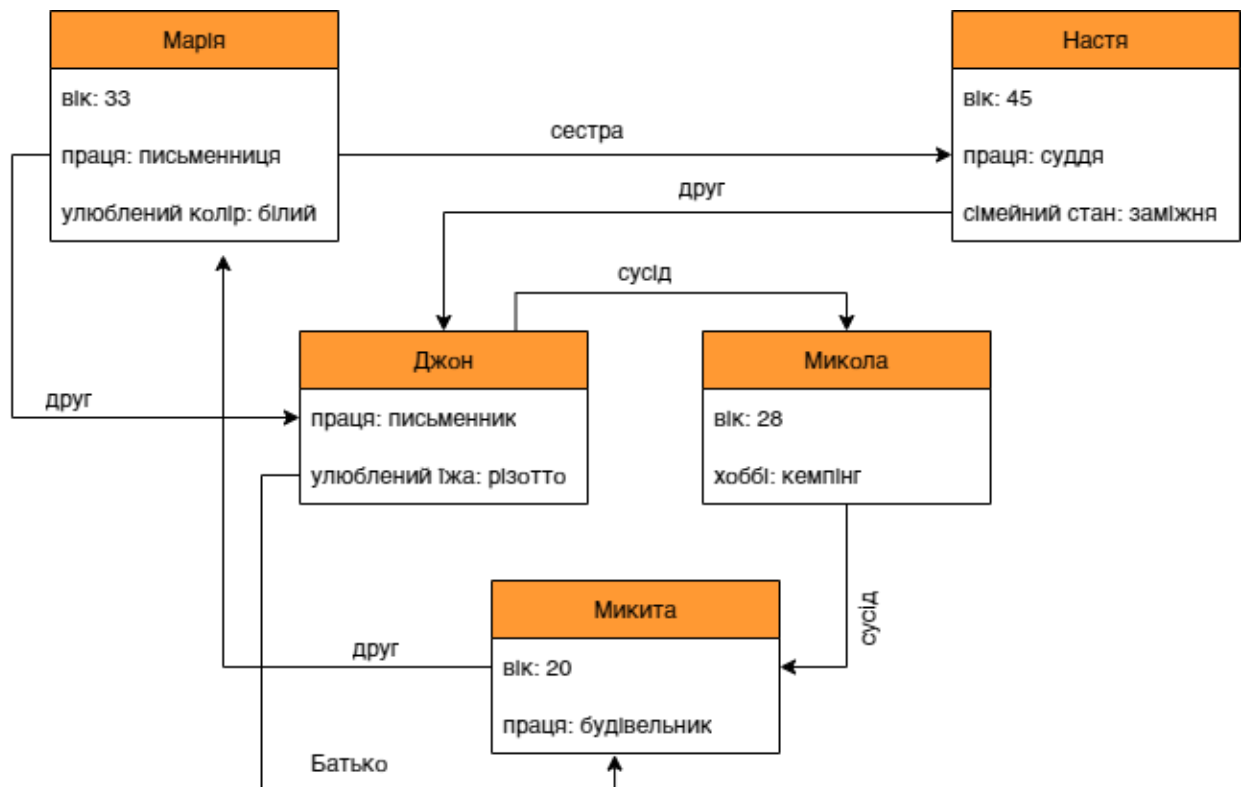 Марія
вік: 33
праця: письменниця
улюблений колір: білий
Настя
вік: 45
праця: суддя
сімейний стан: заміжня
сестра
друг
сусід
Джон
праця: письменник
улюблений їжа: різотто
Микола
вік: 28
хоббі: кемпінг
друг
сусід
Микита
вік: 20
праця: будівельник
друг
Батько